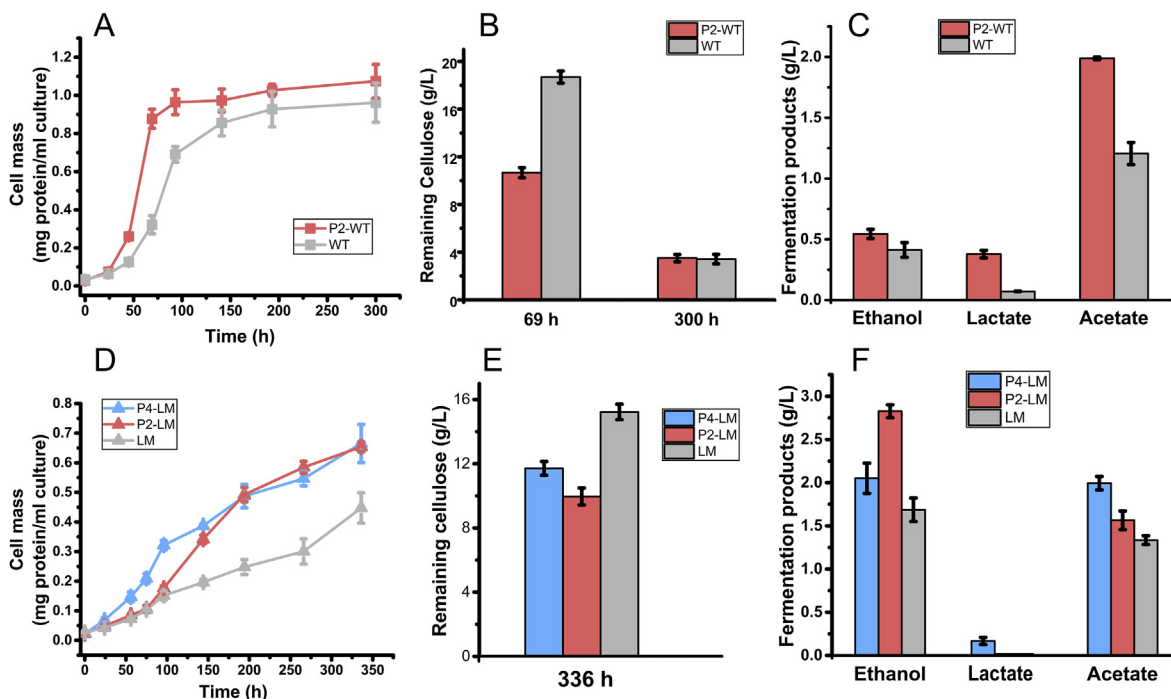 A
Cell mass
(mg protein/ml culture)
1.2
1.0
0.8
0.6
0.4
0.2
0.0
P2-WT
WT
0 50 100 150 200 250 300
Time (h)
B
Remaining Cellulose (g/L)
20
16
12
8
4
0
P2-WT
WT
69 h 300 h
C
Fermentation products (g/L)
2.0
1.5
1.0
0.5
0.0
P2-WT
WT
Ethanol Lactate Acetate
D
Cell mass
(mg protein/ml culture)
0.8
0.7
0.6
0.5
0.4
0.3
0.2
0.1
0.0
P4-LM
P2-LM
LM
0 50 100 150 200 250 300 350
Time (h)
E
Remaining cellulose (g/L)
16
12
8
4
0
P4-LM
P2-LM
LM
336 h
F
Fermentation products (g/L)
3.0
2.5
2.0
1.5
1.0
0.5
0.0
P4-LM
P2-LM
LM
Ethanol Lactate Acetate